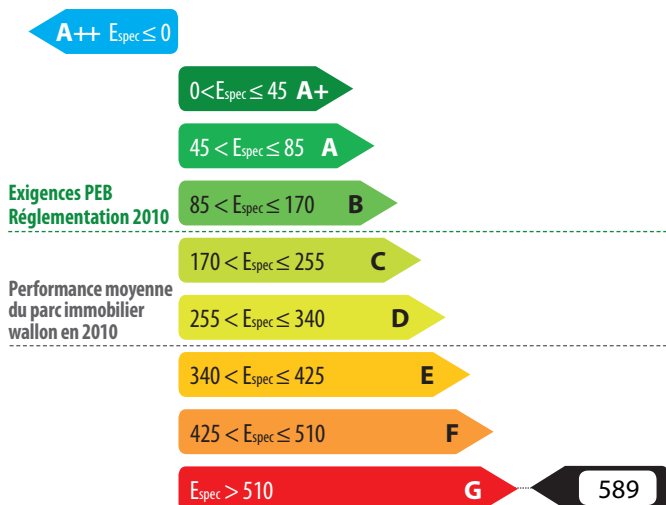 A++ Espec ≤ 0
0<Espec ≤ 45 A+
45 < Espec ≤ 85 A
Exigences PEB
Réglementation 2010
85 < Espec ≤ 170 B
170 < Espec ≤ 255 C
Performance moyenne
du parc immobilier
wallon en 2010
255 < Espec ≤ 340 D
340 < Espec ≤ 425 E
425 < Espec ≤ 510 F
Espec > 510 G
589